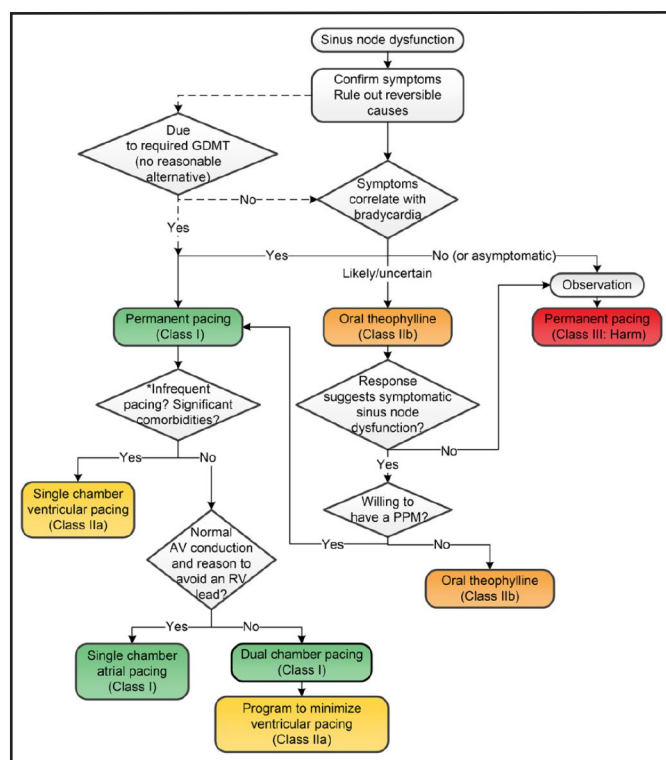 Sinus node dysfunction
Confirm symptoms
Rule out reversible
causes
Due
to required GDMT
(no reasonable
alternative)
Symptoms
correlate with
bradycardia
No
Yes
Yes
No (or asymptomatic)
Likely/uncertain
Observation
Permanent pacing
(Class I)
Oral theophylline
(Class IIb)
Permanent pacing
(Class III: Harm)
*Infrequent
pacing? Significant
comorbidities?
Response
suggests symptomatic
sinus node
dysfunction?
Yes
No
No
Yes
Single chamber
ventricular pacing
(Class IIa)
Willing to
have a PPM?
Normal
AV conduction
and reason to
avoid an RV
lead?
Yes
No
Oral theophylline
(Class IIb)
Yes
No
Single chamber
atrial pacing
(Class I)
Dual chamber pacing
(Class I)
Program to minimize
ventricular pacing
(Class IIa)